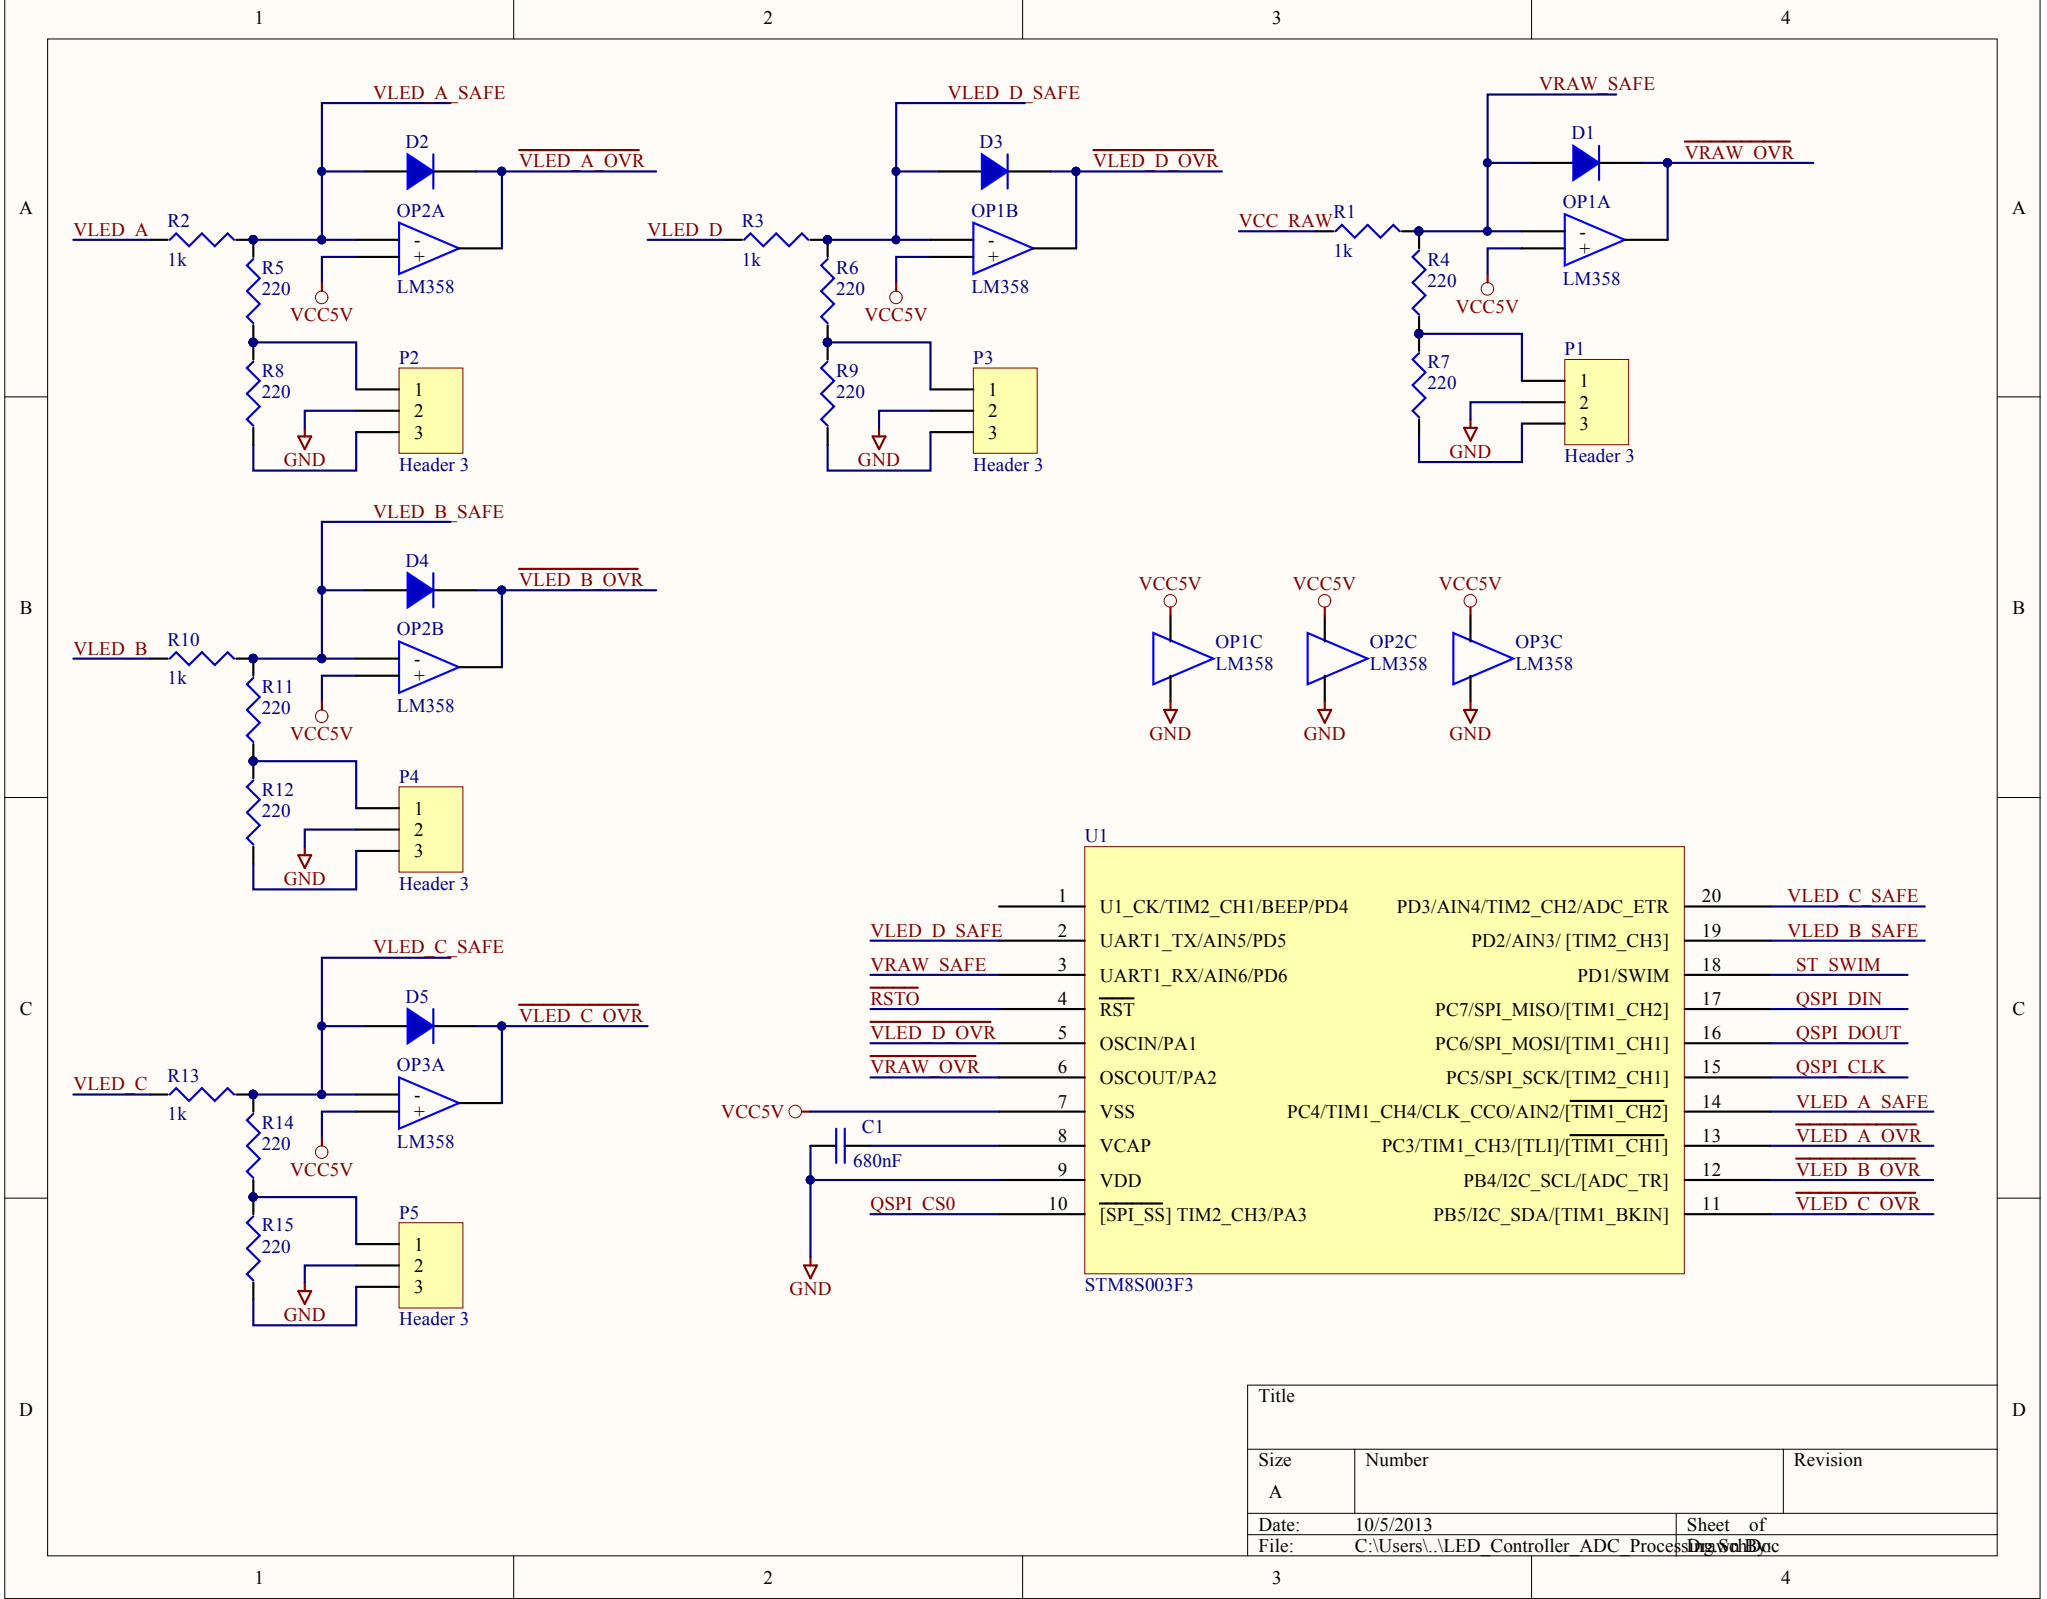 1 2 3 4
A A
B B
C C
D D
1 2 3 4
VLED_A_SAFE
D2
VLED_A_OVR
OP2A
VLED_A
R2
1k
-
+
LM358
R5
220
VCC5V
R8
220
P2
1
2
3
GND
Header 3
VLED_D_SAFE
D3
VLED_D_OVR
OP1B
VLED_D
R3
1k
-
+
LM358
R6
220
VCC5V
R9
220
P3
1
2
3
GND
Header 3
VRAW_SAFE
D1
VRAW_OVR
OP1A
VCC_RAW
R1
1k
-
+
LM358
R4
220
VCC5V
R7
220
P1
1
2
3
GND
Header 3
VLED_B_SAFE
D4
VLED_B_OVR
OP2B
VLED_B
R10
1k
-
+
LM358
R11
220
VCC5V
R12
220
P4
1
2
3
GND
Header 3
VCC5V VCC5V VCC5V
OP1C OP2C OP3C
LM358 LM358 LM358
GND GND GND
VLED_C_SAFE
D5
VLED_C_OVR
OP3A
VLED_C
R13
1k
-
+
LM358
R14
220
VCC5V
R15
220
P5
1
2
3
GND
Header 3
U1
1 U1_CK/TIM2_CH1/BEEP/PD4 PD3/AIN4/TIM2_CH2/ADC_ETR 20 VLED_C_SAFE
VLED_D_SAFE 2 UART1_TX/AIN5/PD5 PD2/AIN3/ [TIM2_CH3] 19 VLED_B_SAFE
VRAW_SAFE 3 UART1_RX/AIN6/PD6 PD1/SWIM 18 ST_SWIM
RSTO 4 RST PC7/SPI_MISO/[TIM1_CH2] 17 QSPI_DIN
VLED_D_OVR 5 OSCIN/PA1 PC6/SPI_MOSI/[TIM1_CH1] 16 QSPI_DOUT
VRAW_OVR 6 OSCOUT/PA2 PC5/SPI_SCK/[TIM2_CH1] 15 QSPI_CLK
VCC5V 7 VSS PC4/TIM1_CH4/CLK_CCO/AIN2/[TIM1_CH2] 14 VLED_A_SAFE
C1 680nF 8 VCAP PC3/TIM1_CH3/[TLI]/[TIM1_CH1] 13 VLED_A_OVR
9 VDD PB4/I2C_SCL/[ADC_TR] 12 VLED_B_OVR
QSPI_CS0 10 [SPI_SS] TIM2_CH3/PA3 PB5/I2C_SDA/[TIM1_BKIN] 11 VLED_C_OVR
GND
STM8S003F3
Title
Size Number Revision
A
Date: 10/5/2013 Sheet of
File: C:\Users\..\LED_Controller_ADC_Processing.SchDoc Drawn By: